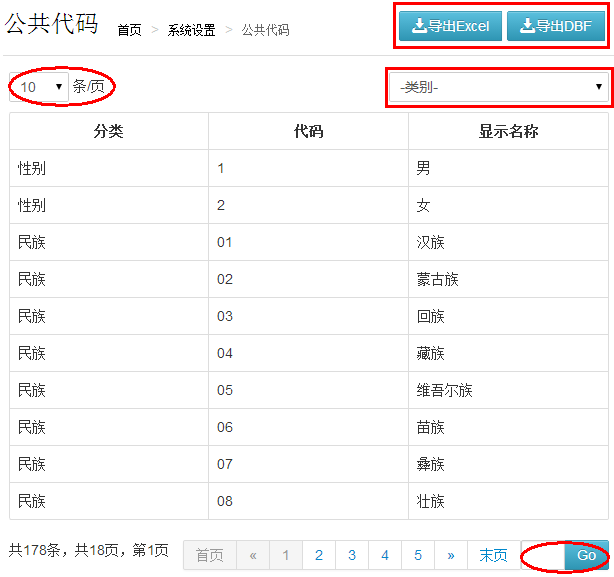 公共代码 首页 > 系统设置 > 公共代码 导出Excel 导出DBF
10 条/页 -类别-
分类 代码 显示名称
性别 1 男
性别 2 女
民族 01 汉族
民族 02 蒙古族
民族 03 回族
民族 04 藏族
民族 05 维吾尔族
民族 06 苗族
民族 07 彝族
民族 08 壮族
共178条，共18页，第1页 首页 « 1 2 3 4 5 » 末页 Go